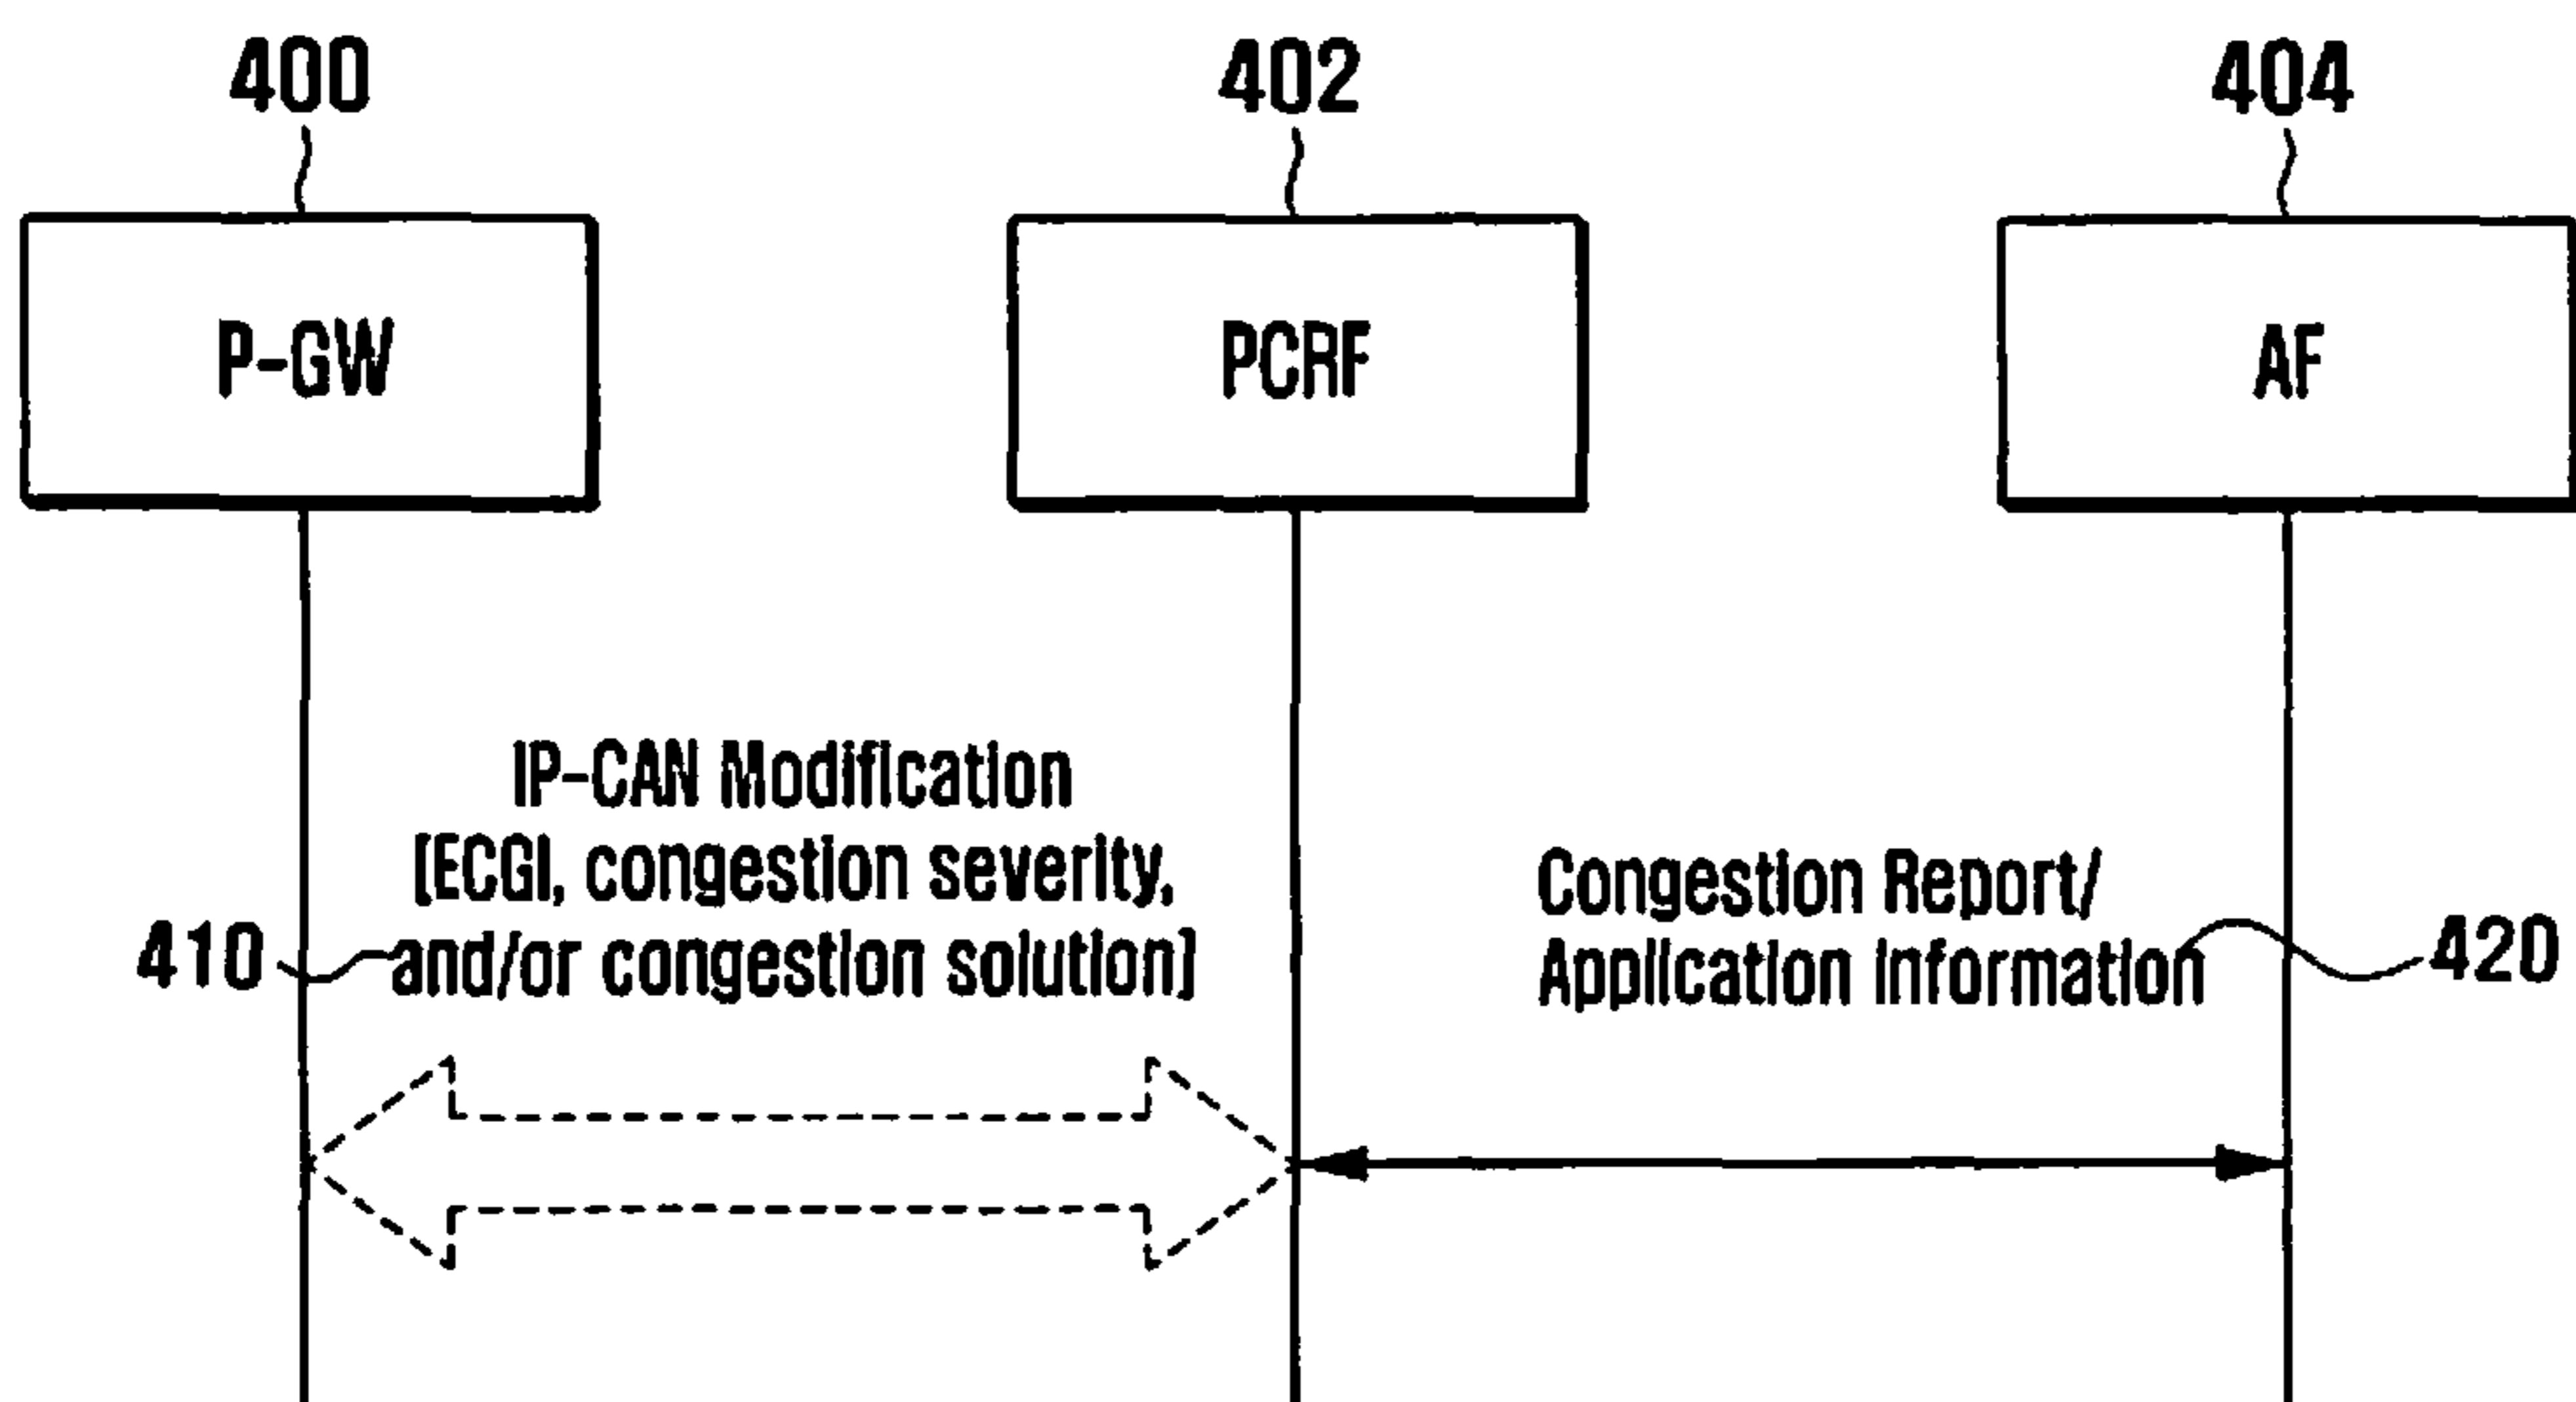 400
402
404
P-GW
PCRF
AF
IP-CAN Modification
[ECGI, congestion severity,
and/or congestion solution]
410
Congestion Report/
Application Information
420